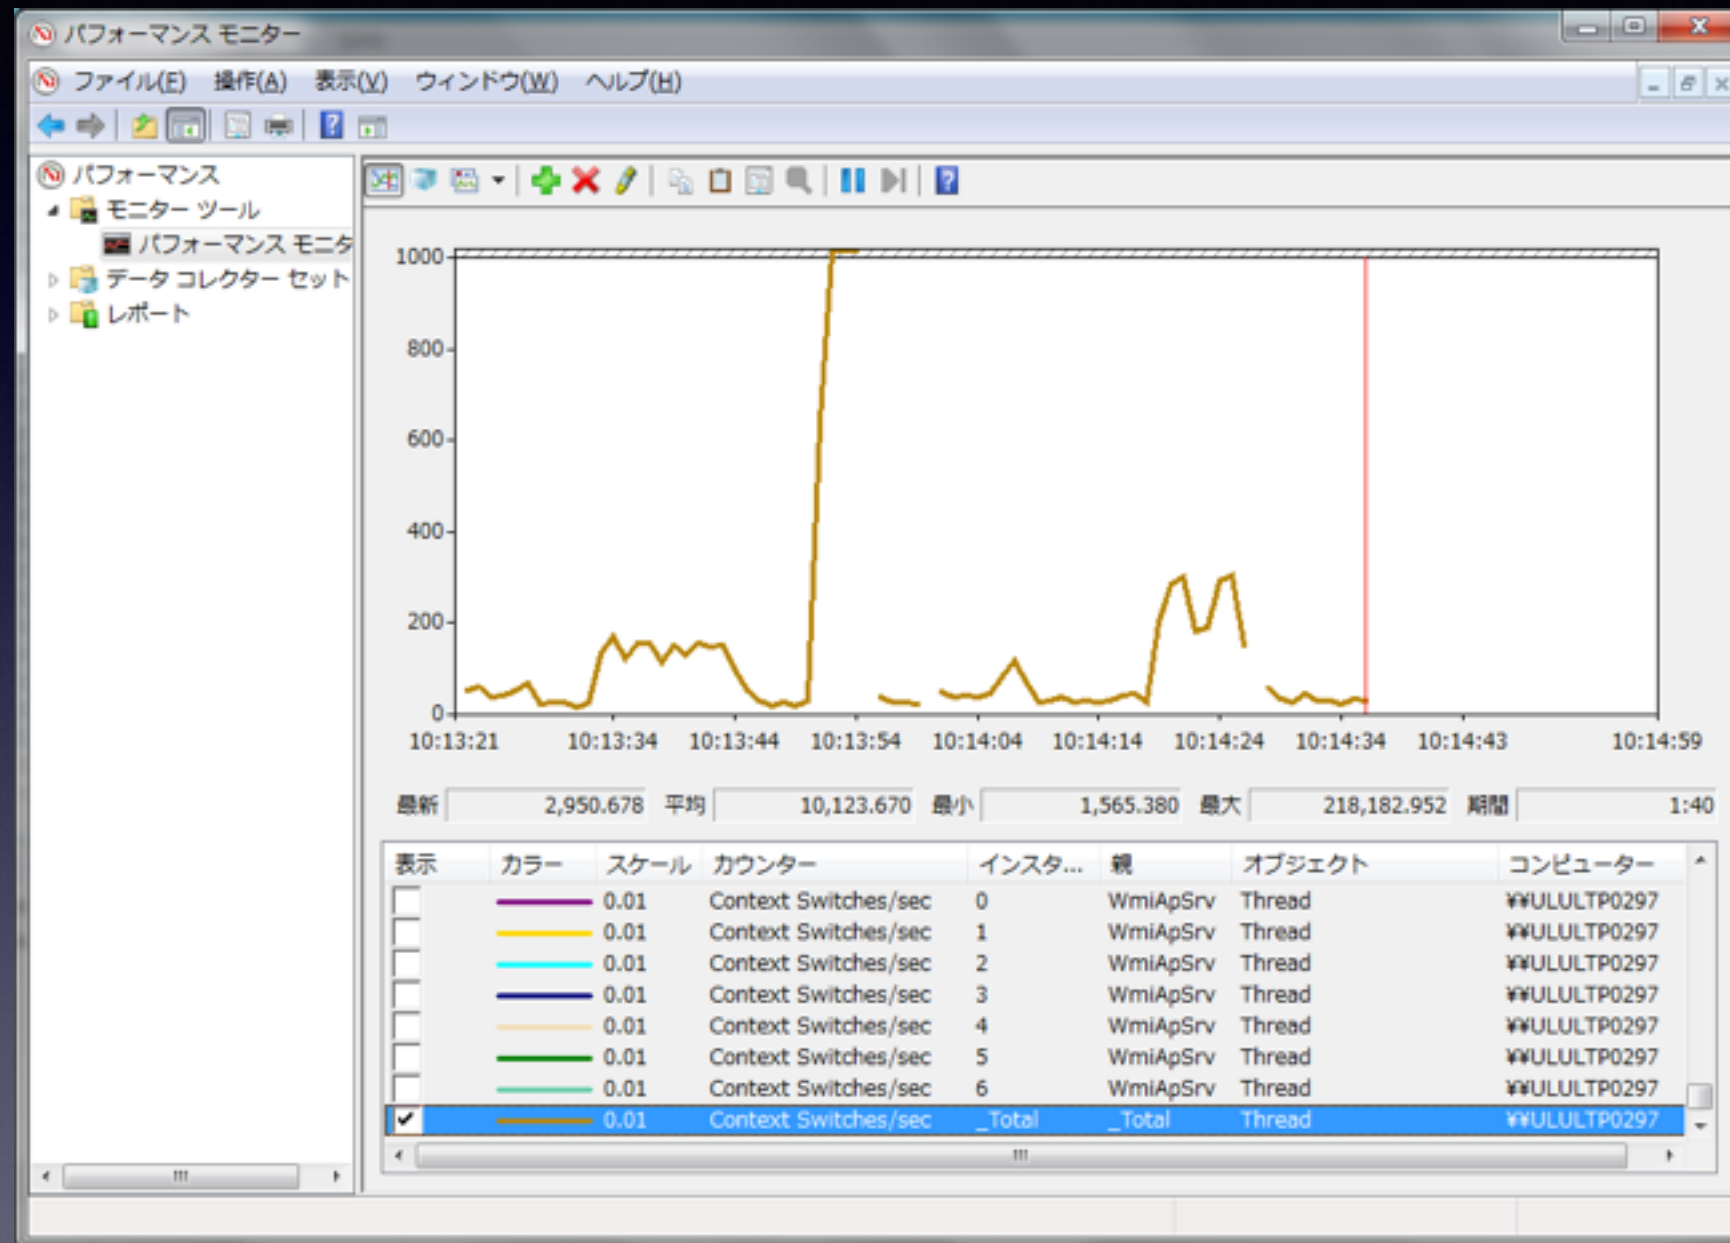 パフォーマンス モニター
ファイル(F) 操作(A) 表示(V) ウィンドウ(W) ヘルプ(H)
パフォーマンス
モニター ツール
パフォーマンス モニタ
データ コレクター セット
レポート
1000
800
600
400
200
0
10:13:21 10:13:34 10:13:44 10:13:54 10:14:04 10:14:14 10:14:24 10:14:34 10:14:43 10:14:59
最新 2,950.678 平均 10,123.670 最小 1,565.380 最大 218,182.952 期間 1:40
表示 カラー スケール カウンター インスタ... 親 オブジェクト コンピューター
0.01 Context Switches/sec 0 WmiApSrv Thread ¥¥ULULTP0297
0.01 Context Switches/sec 1 WmiApSrv Thread ¥¥ULULTP0297
0.01 Context Switches/sec 2 WmiApSrv Thread ¥¥ULULTP0297
0.01 Context Switches/sec 3 WmiApSrv Thread ¥¥ULULTP0297
0.01 Context Switches/sec 4 WmiApSrv Thread ¥¥ULULTP0297
0.01 Context Switches/sec 5 WmiApSrv Thread ¥¥ULULTP0297
0.01 Context Switches/sec 6 WmiApSrv Thread ¥¥ULULTP0297
0.01 Context Switches/sec _Total _Total Thread ¥¥ULULTP0297